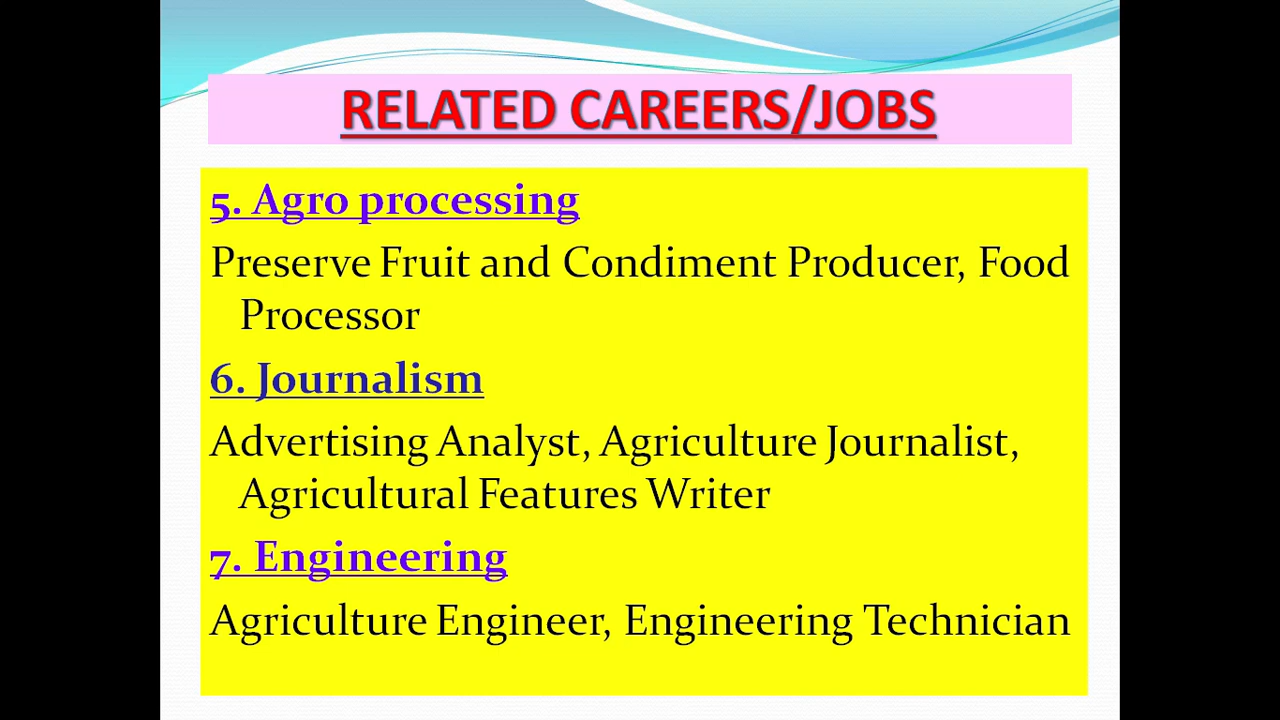 RELATED CAREERS/JOBS
5. Agro processing
Preserve Fruit and Condiment Producer, Food
Processor
6. Journalism
Advertising Analyst, Agriculture Journalist,
Agricultural Features Writer
7. Engineering
Agriculture Engineer, Engineering Technician